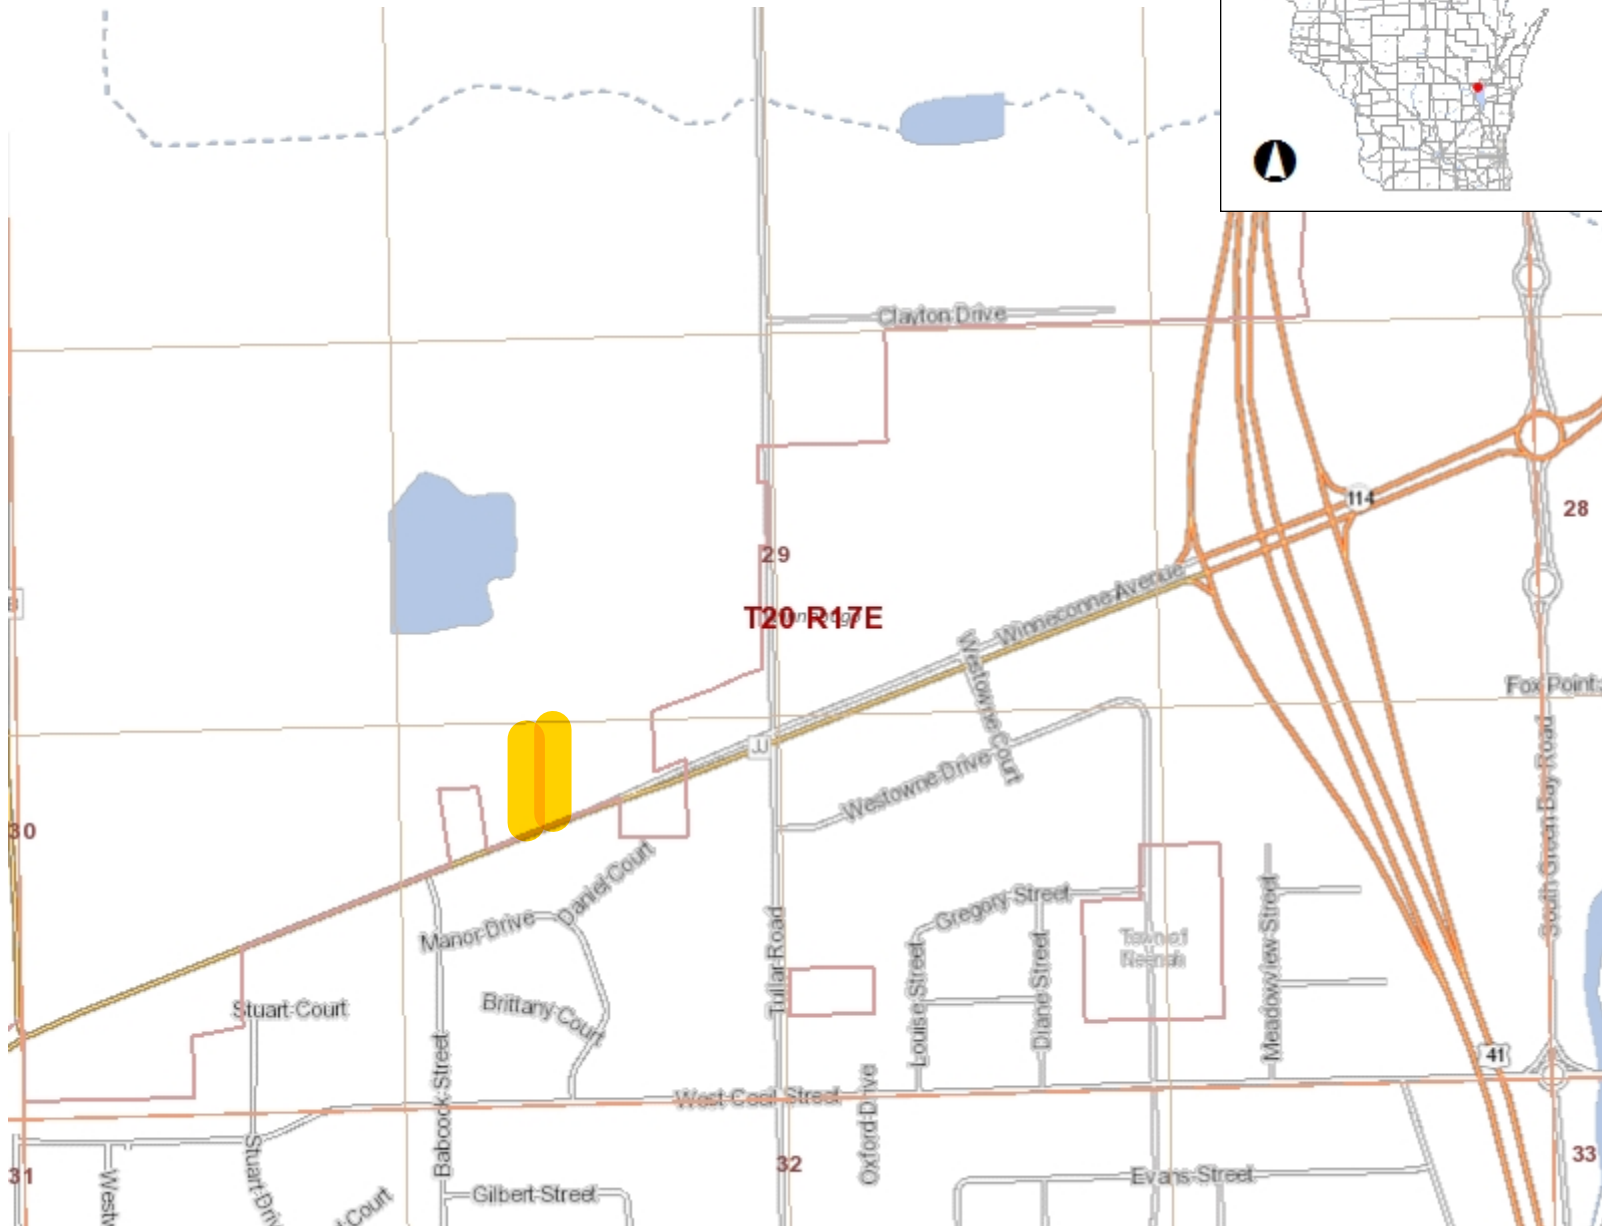 Clayton Drive
114
28
29
T20 R17E
Winneconne Avenue
Westowne Court
Fox Point
JJ
Westowne Drive
South Green Bay Road
30
Daniel Court
Manor Drive
Gregory Street
Town of
Neenah
Tullar Road
Louise Street
Diane Street
Meadowview Street
Stuart Court
Brittany Court
Babcock Street
41
West Cecil Street
Oxford Drive
31
Stuart Driv
Court
Gilbert Street
32
Evans Street
33
Westw